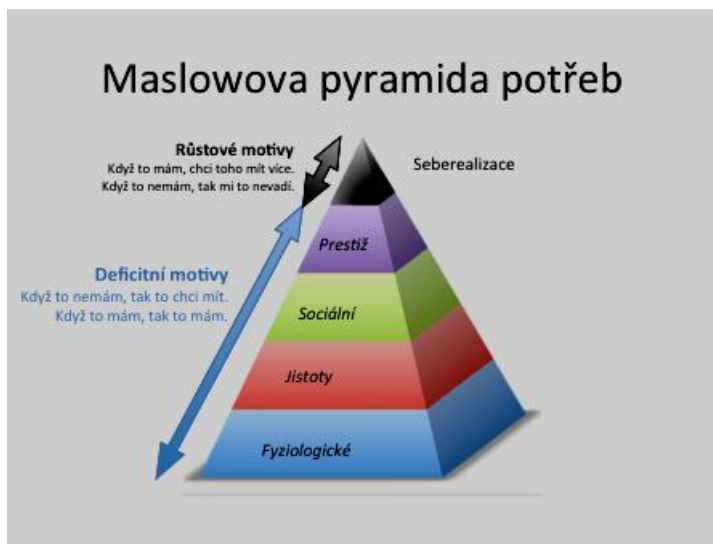 Maslowova pyramida potřeb
Růstové motivy
Když to mám, chci toho mít více.
Když to nemám, tak mi to nevadí.
Seberealizace
Prestiž
Deficitní motivy
Když to nemám, tak to chci mít.
Když to mám, tak to mám.
Sociální
Jistoty
Fyziologické